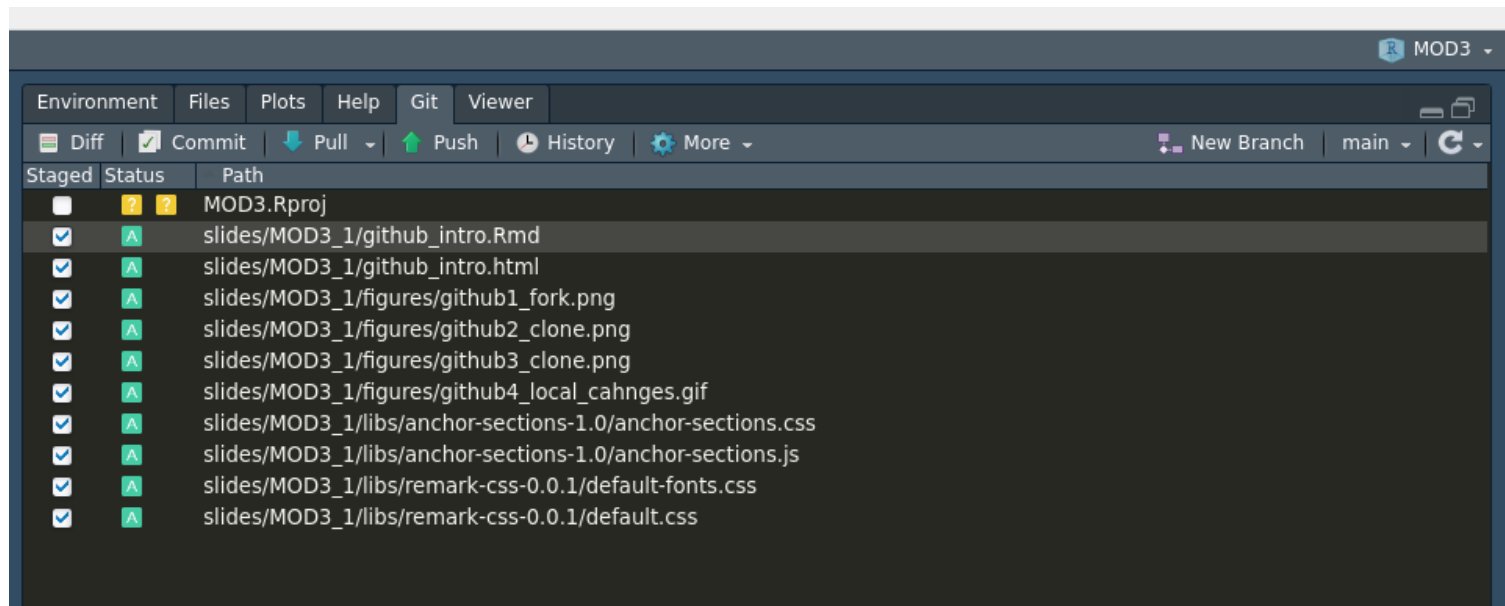 MOD3
Environment Files Plots Help Git Viewer
Diff Commit Pull Push History More New Branch main
Staged Status Path
? ? MOD3.Rproj
A slides/MOD3_1/github_intro.Rmd
A slides/MOD3_1/github_intro.html
A slides/MOD3_1/figures/github1_fork.png
A slides/MOD3_1/figures/github2_clone.png
A slides/MOD3_1/figures/github3_clone.png
A slides/MOD3_1/figures/github4_local_cahnges.gif
A slides/MOD3_1/libs/anchor-sections-1.0/anchor-sections.css
A slides/MOD3_1/libs/anchor-sections-1.0/anchor-sections.js
A slides/MOD3_1/libs/remark-css-0.0.1/default-fonts.css
A slides/MOD3_1/libs/remark-css-0.0.1/default.css